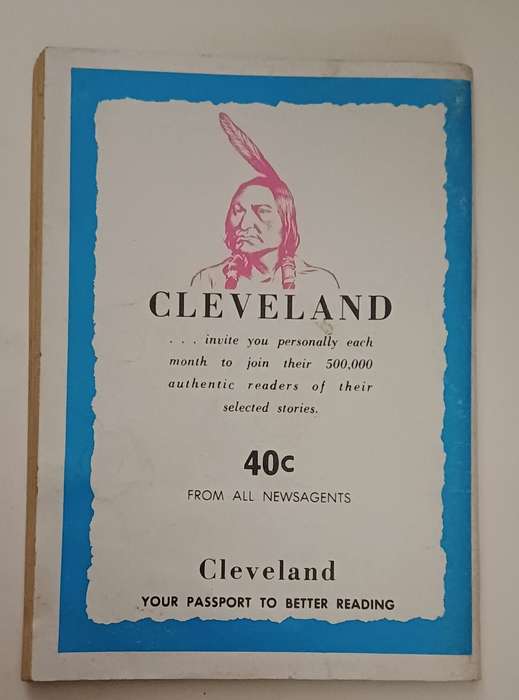 CLEVELAND
. . . invite you personally each
month to join their 500,000
authentic readers of their
selected stories.
40c
FROM ALL NEWSAGENTS
Cleveland
YOUR PASSPORT TO BETTER READING